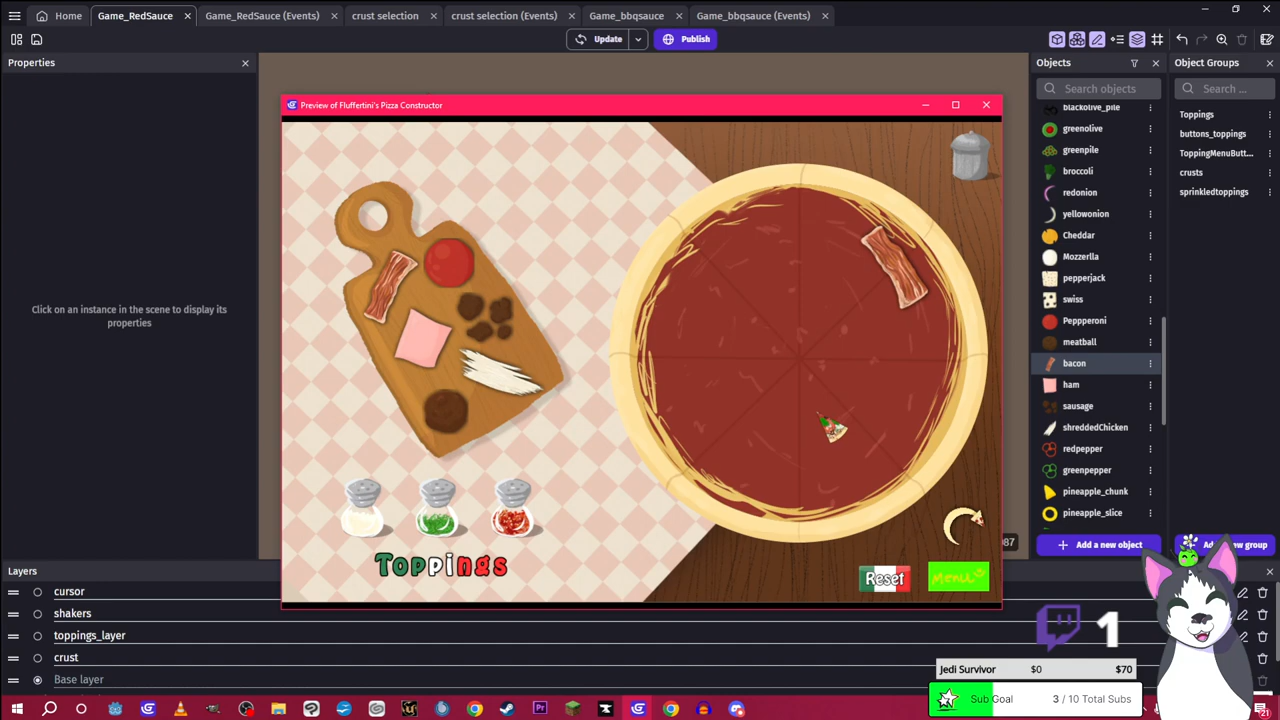 Home
Game_RedSauce
Game_RedSauce (Events)
crust selection
crust selection (Events)
Game_bbqsauce
Game_bbqsauce (Events)
Update
Publish
Properties
Click on an instance in the scene to display its
properties
Preview of Fluffertini's Pizza Constructor
Toppings
Reset
Menu
Objects
Search objects
blackolive_pile
greenolive
greenpile
broccoli
redonion
yellowonion
Cheddar
Mozzerlla
pepperjack
swiss
Peppperoni
meatball
bacon
ham
sausage
shreddedChicken
redpepper
greenpepper
pineapple_chunk
pineapple_slice
Add a new object
Object Groups
Search ...
Toppings
buttons_toppings
ToppingMenuButt...
crusts
sprinkledtoppings
group
Layers
cursor
shakers
toppings_layer
crust
Base layer
1
Jedi Survivor $0 $70
Sub Goal 3 / 10 Total Subs